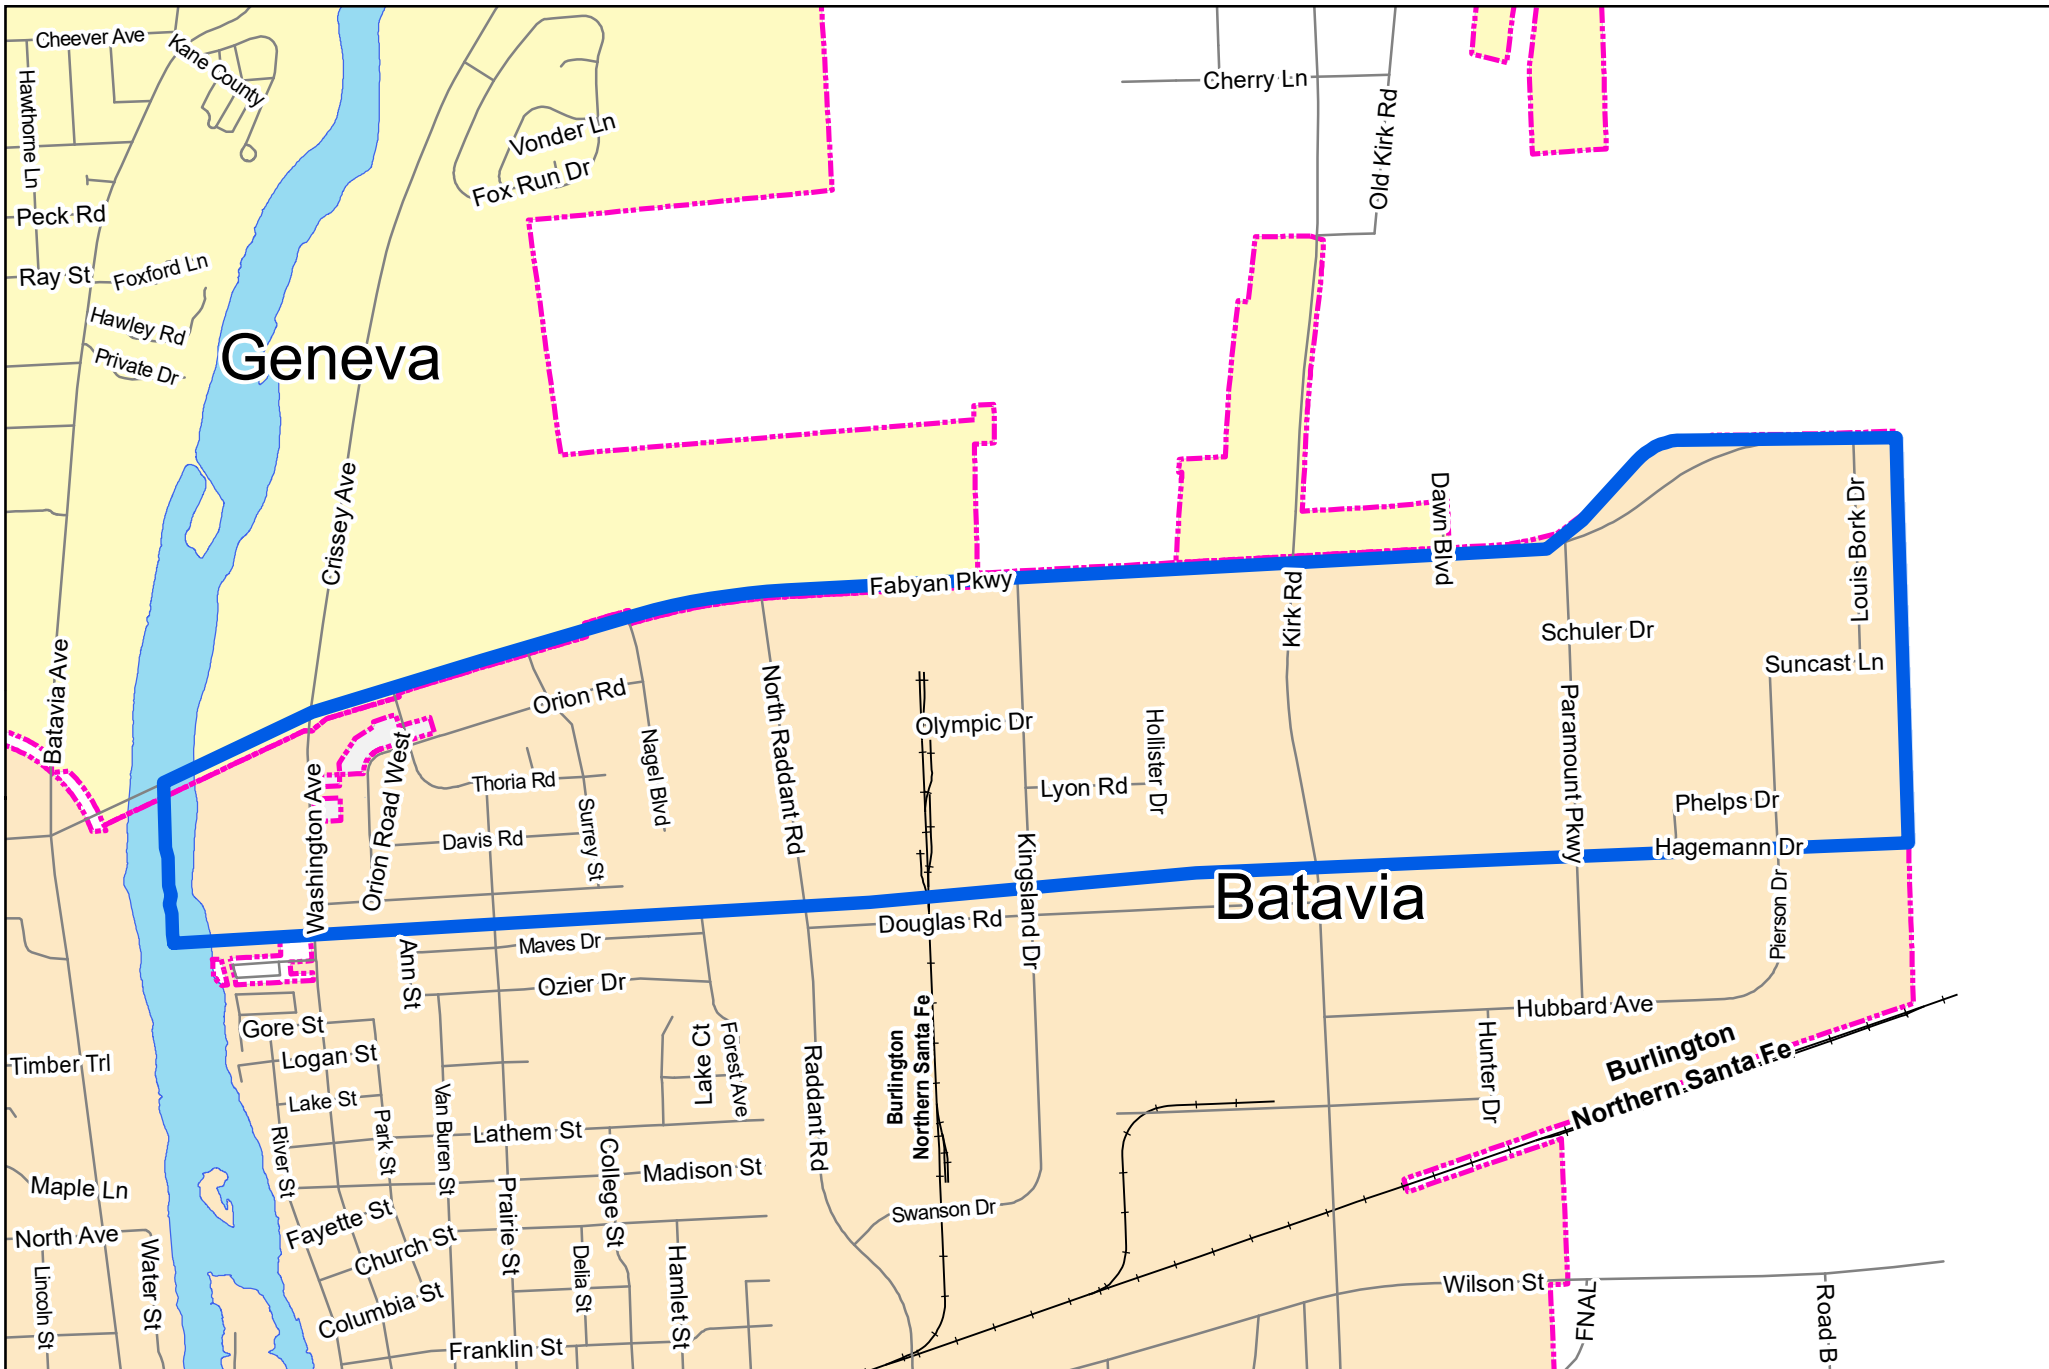 Cheever Ave
Kane County
Hawthorne Ln
Vonder Ln
Fox Run Dr
Cherry Ln
Old Kirk Rd
Peck Rd
Ray St
Foxford Ln
Hawley Rd
Private Dr
Geneva
Crissey Ave
Dawn Blvd
Louis Bork Dr
Fabyan Pkwy
Kirk Rd
Schuler Dr
Suncast Ln
Batavia Ave
Orion Rd
North Raddant Rd
Olympic Dr
Hollister Dr
Paramount Pkwy
Nagel Blvd
Washington Ave
Orion Road West
Thoria Rd
Surrey St
Lyon Rd
Phelps Dr
Davis Rd
Kingsland Dr
Hagemann Dr
Batavia
Pierson Dr
Douglas Rd
Ann St
Maves Dr
Ozier Dr
Burlington
Northern Santa Fe
Hubbard Ave
Gore St
Logan St
Lake St
Lake Ct
Forest Ave
Raddant Rd
Hunter Dr
Burlington
Northern Santa Fe
Timber Trl
Park St
Van Buren St
Lathem St
College St
Madison St
River St
Maple Ln
North Ave
Fayette St
Church St
Prairie St
Swanson Dr
Water St
Lincoln St
Columbia St
Delia St
Hamlet St
Franklin St
Wilson St
FNAL
Road B